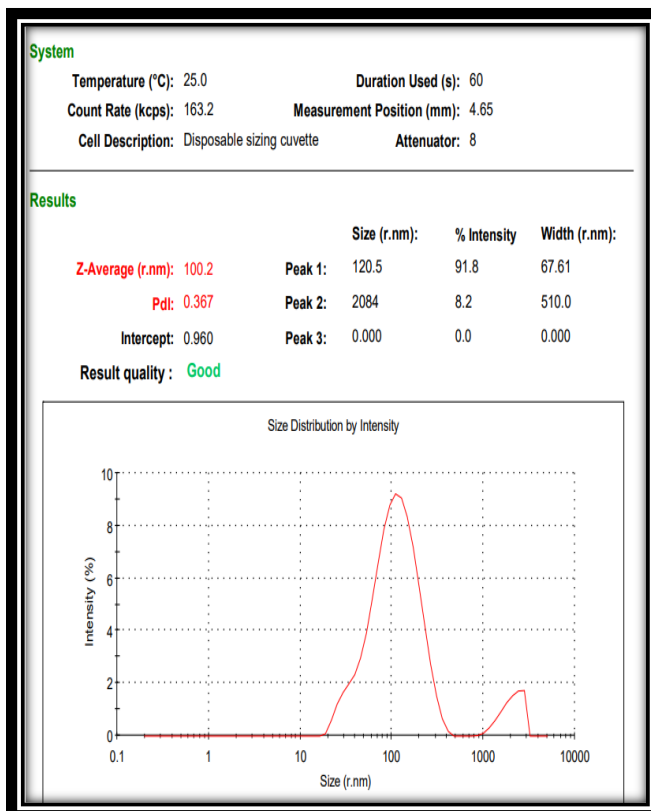 System
Temperature (°C): 25.0 Duration Used (s): 60
Count Rate (kcps): 163.2 Measurement Position (mm): 4.65
Cell Description: Disposable sizing cuvette Attenuator: 8
Results
Size (r.nm): % Intensity Width (r.nm):
Z-Average (r.nm): 100.2 Peak 1: 120.5 91.8 67.61
PdI: 0.367 Peak 2: 2084 8.2 510.0
Intercept: 0.960 Peak 3: 0.000 0.0 0.000
Result quality : Good
Size Distribution by Intensity
10
8
6
4
2
0
Intensity (%)
0.1 1 10 100 1000 10000
Size (r.nm)